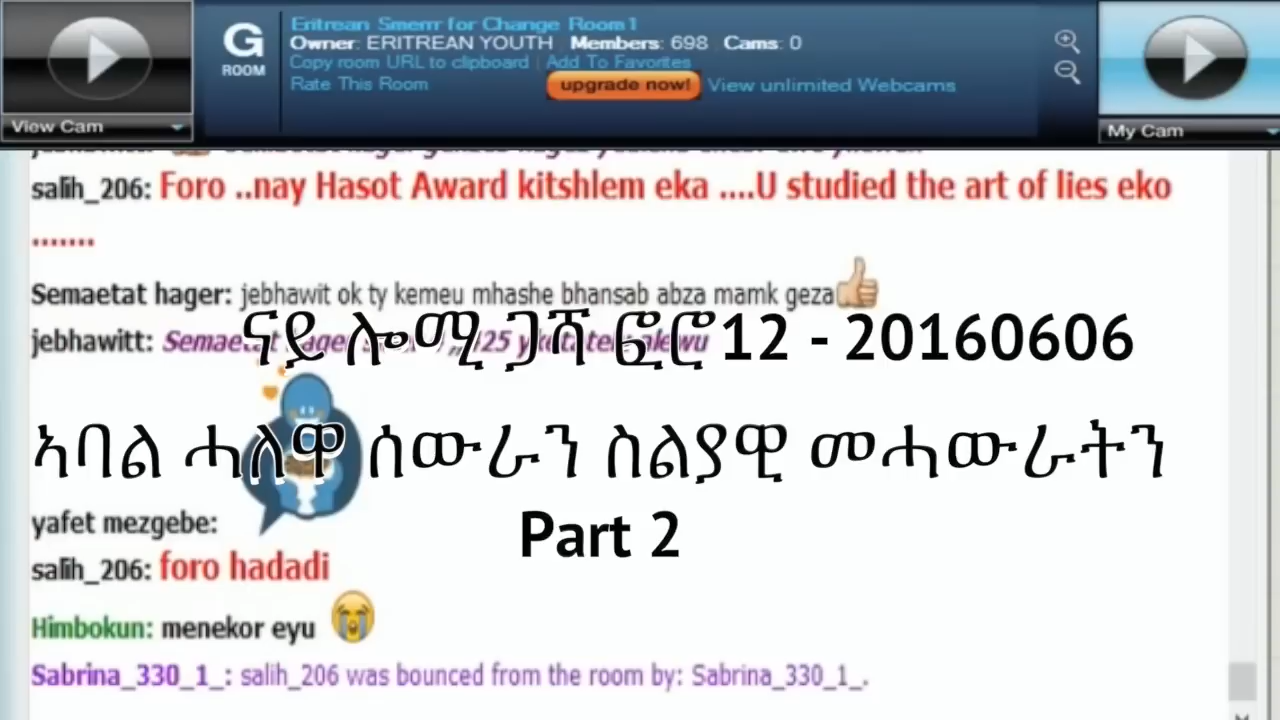 Eritrean Smerrr for Change Room1
G ROOM
Owner: ERITREAN YOUTH Members: 698 Cams: 0
Copy room URL to clipboard | Add To Favorites
Rate This Room upgrade now! View unlimited Webcams
View Cam
My Cam
salih_206: Foro ..nay Hasot Award kitshlem eka ....U studied the art of lies eko
.......
Semaetat hager: jebhawit ok ty kemeu mhashe bhansab abza mamk geza
jebhawitt:
ናይ ሎሚ ጋሻ ፎሮ12 - 20160606
ኣባል ሓለዋ ሰውራን ስልያዊ መሓውራትን
Part 2
yafet mezgebe:
salih_206: foro hadadi
Himbokun: menekor eyu
Sabrina_330_1_: salih_206 was bounced from the room by: Sabrina_330_1_.